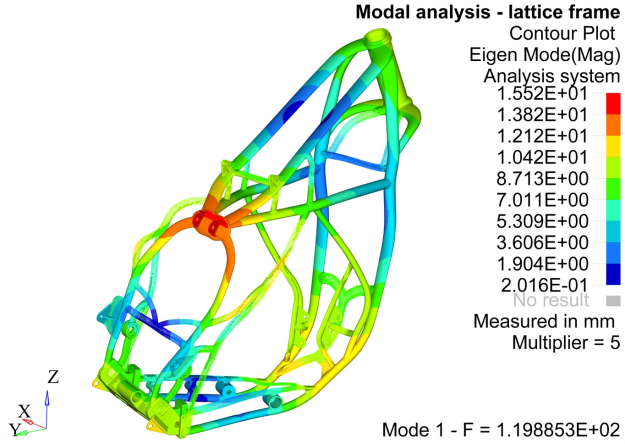 Modal analysis - lattice frame
Contour Plot
Eigen Mode(Mag)
Analysis system
1.552E+01
1.382E+01
1.212E+01
1.042E+01
8.713E+00
7.011E+00
5.309E+00
3.606E+00
1.904E+00
2.016E-01
No result
Measured in mm
Multiplier = 5
Z
X
Y
Mode 1 - F = 1.198853E+02